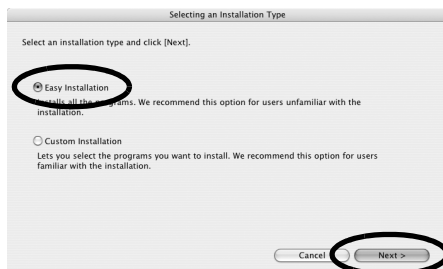 Selecting an Installation Type
Select an installation type and click [Next].
Easy Installation
Installs all the programs. We recommend this option for users unfamiliar with the
installation.
Custom Installation
Lets you select the programs you want to install. We recommend this option for users
familiar with the installation.
Cancel
Next >